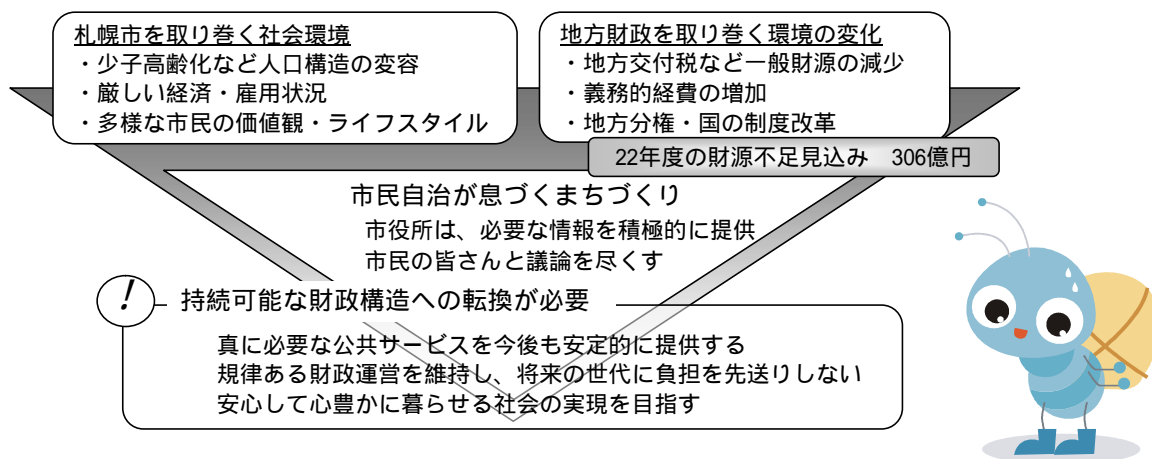 札幌市を取り巻く社会環境
・少子高齢化など人口構造の変容
・厳しい経済・雇用状況
・多様な市民の価値観・ライフスタイル
地方財政を取り巻く環境の変化
・地方交付税など一般財源の減少
・義務的経費の増加
・地方分権・国の制度改革
22年度の財源不足見込み　306億円
市民自治が息づくまちづくり
市役所は、必要な情報を積極的に提供
市民の皆さんと議論を尽くす
! 持続可能な財政構造への転換が必要
真に必要な公共サービスを今後も安定的に提供する
規律ある財政運営を維持し、将来の世代に負担を先送りしない
安心して心豊かに暮らせる社会の実現を目指す